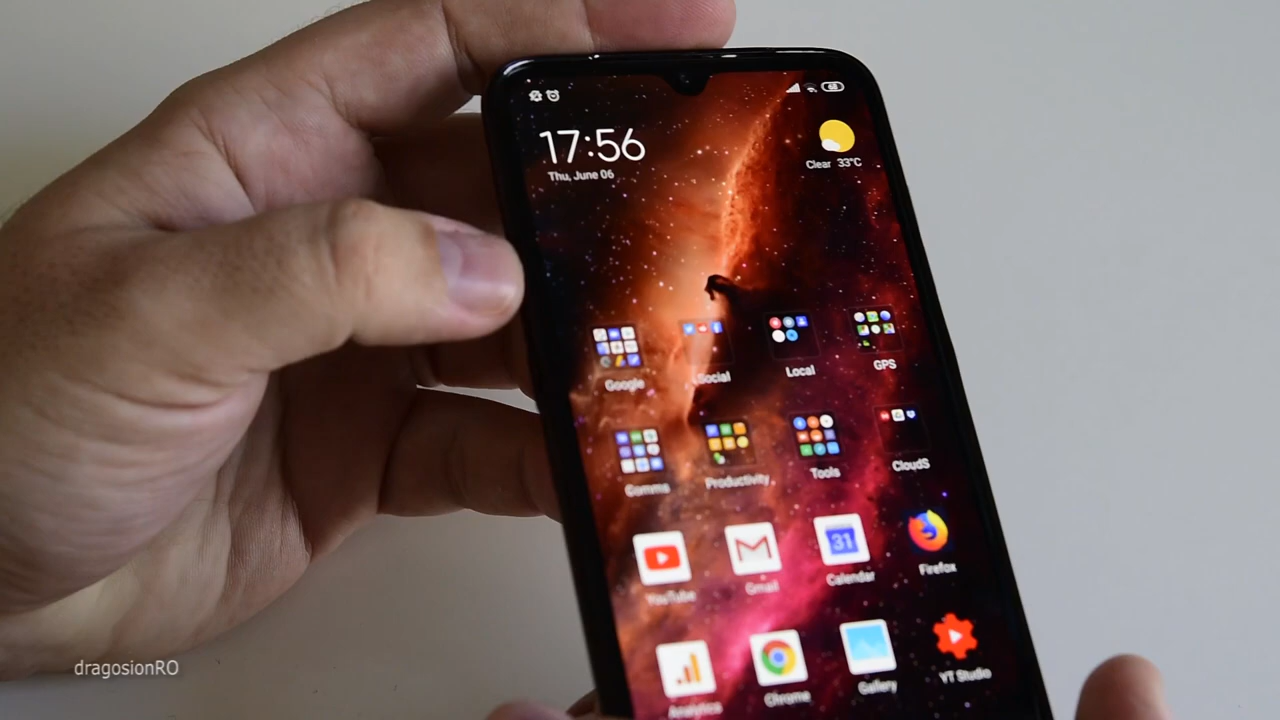 68
17:56
Thu, June 06
Clear 33°C
Google
Social
Local
GPS
Comms
Productivity
Tools
CloudS
31
YouTube
Gmail
Calendar
Firefox
Analytics
Chrome
Gallery
YT Studio
dragosionRO